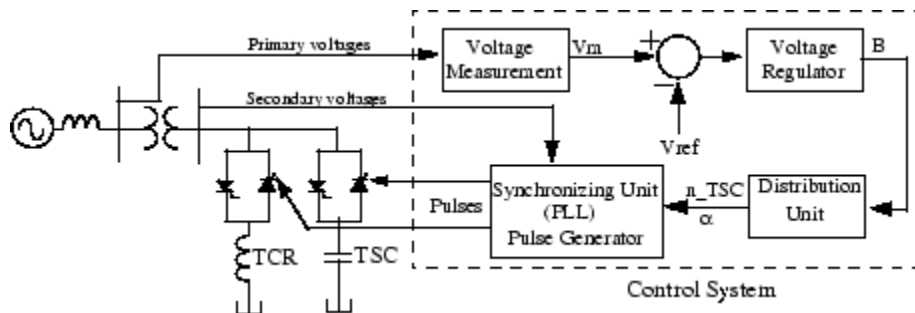 Primary voltages
Voltage
Measurement
Vm
+
−
Vref
Voltage
Regulator
B
Secondary voltages
Synchronizing Unit
(PLL)
Pulse Generator
n_TSC
α
Distribution
Unit
Pulses
TCR
TSC
Control System